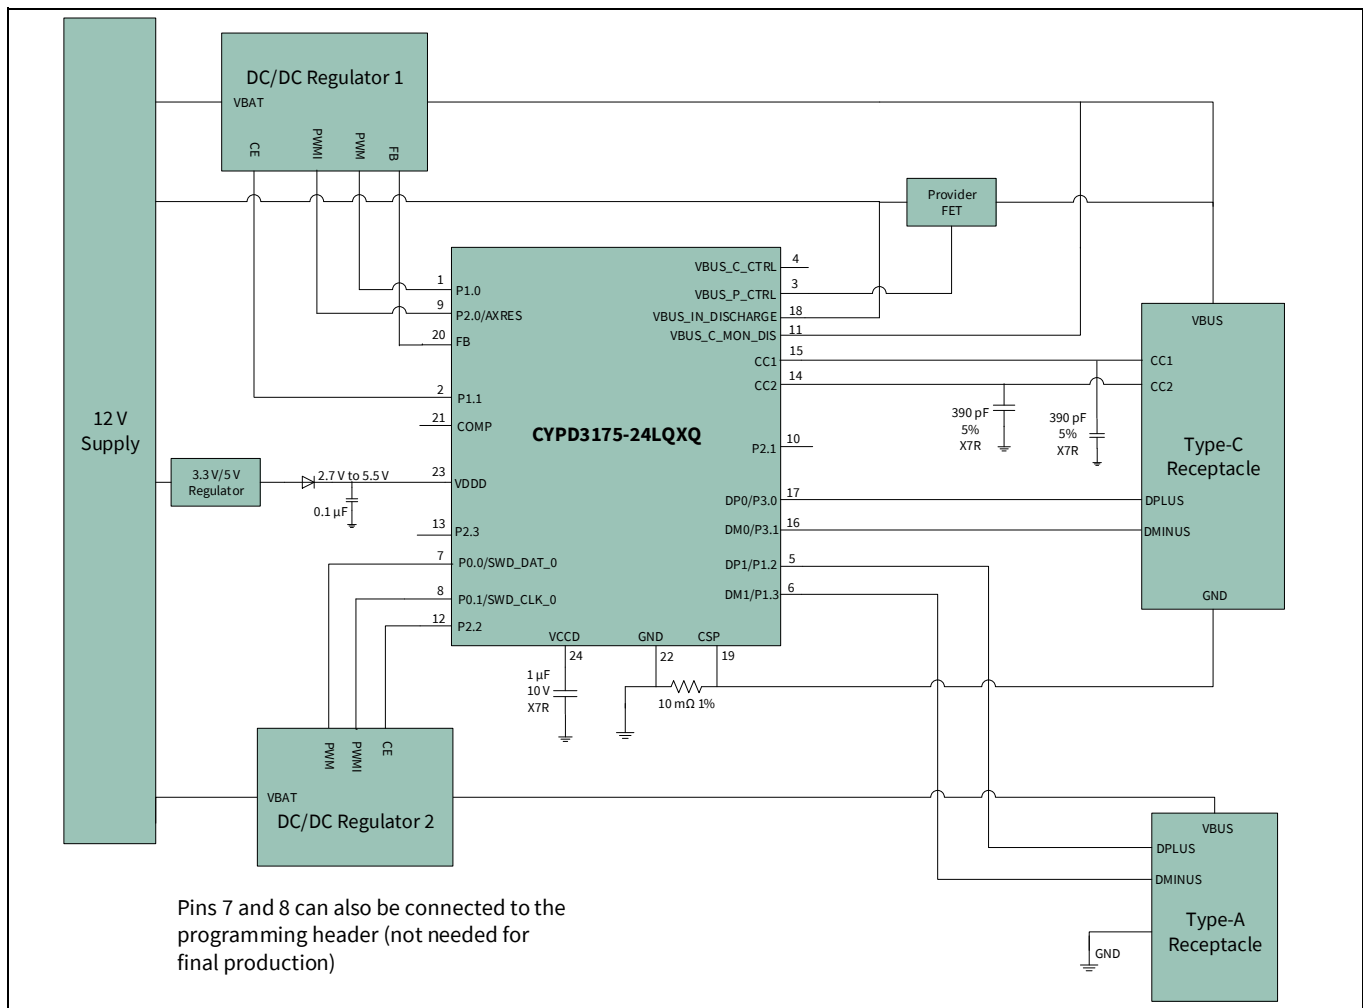 DC/DC Regulator 1
VBAT
CE
PWMI
PWM
FB
Provider
FET
12 V
Supply
3.3 V/5 V
Regulator
2.7 V to 5.5 V
0.1 µF
CYPD3175-24LQXQ
1
P1.0
9
P2.0/AXRES
20
FB
2
P1.1
21
COMP
23
VDDD
13
P2.3
7
P0.0/SWD_DAT_0
8
P0.1/SWD_CLK_0
12
P2.2
VBUS_C_CTRL
4
VBUS_P_CTRL
3
VBUS_IN_DISCHARGE
18
VBUS_C_MON_DIS
11
CC1
15
CC2
14
P2.1
10
DP0/P3.0
17
DM0/P3.1
16
DP1/P1.2
5
DM1/P1.3
6
VCCD
24
GND
22
CSP
19
1 µF
10 V
X7R
10 mΩ 1%
390 pF
5%
X7R
390 pF
5%
X7R
VBUS
CC1
CC2
Type-C
Receptacle
DPLUS
DMINUS
GND
PWM
PWMI
CE
VBAT
DC/DC Regulator 2
VBUS
DPLUS
DMINUS
Type-A
Receptacle
GND
Pins 7 and 8 can also be connected to the
programming header (not needed for
final production)